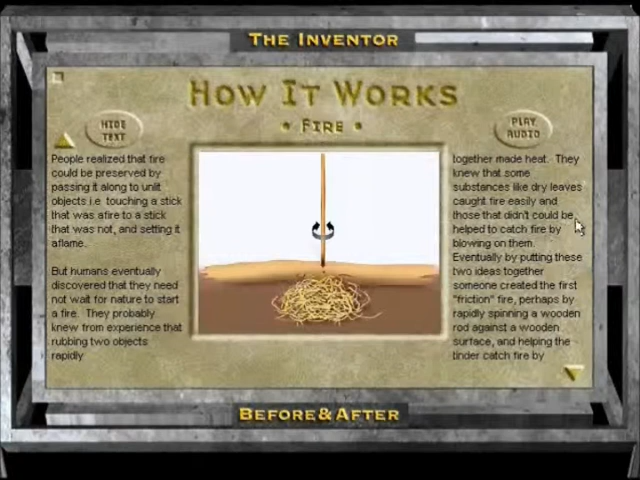 The Inventor
How It Works
• Fire •
HIDE
TEXT
PLAY
AUDIO
People realized that fire
could be preserved by
passing it along to unlit
objects i.e. touching a stick
that was afire to a stick
that was not, and setting it
aflame.
But humans eventually
discovered that they need
not wait for nature to start
a fire. They probably
knew from experience that
rubbing two objects
rapidly
together made heat. They
knew that some
substances like dry leaves
caught fire easily and
those that didn't could be
helped to catch fire by
blowing on them.
Eventually by putting these
two ideas together
someone created the first
"friction" fire, perhaps by
rapidly spinning a wooden
rod against a wooden
surface, and helping the
tinder catch fire by
Before&After